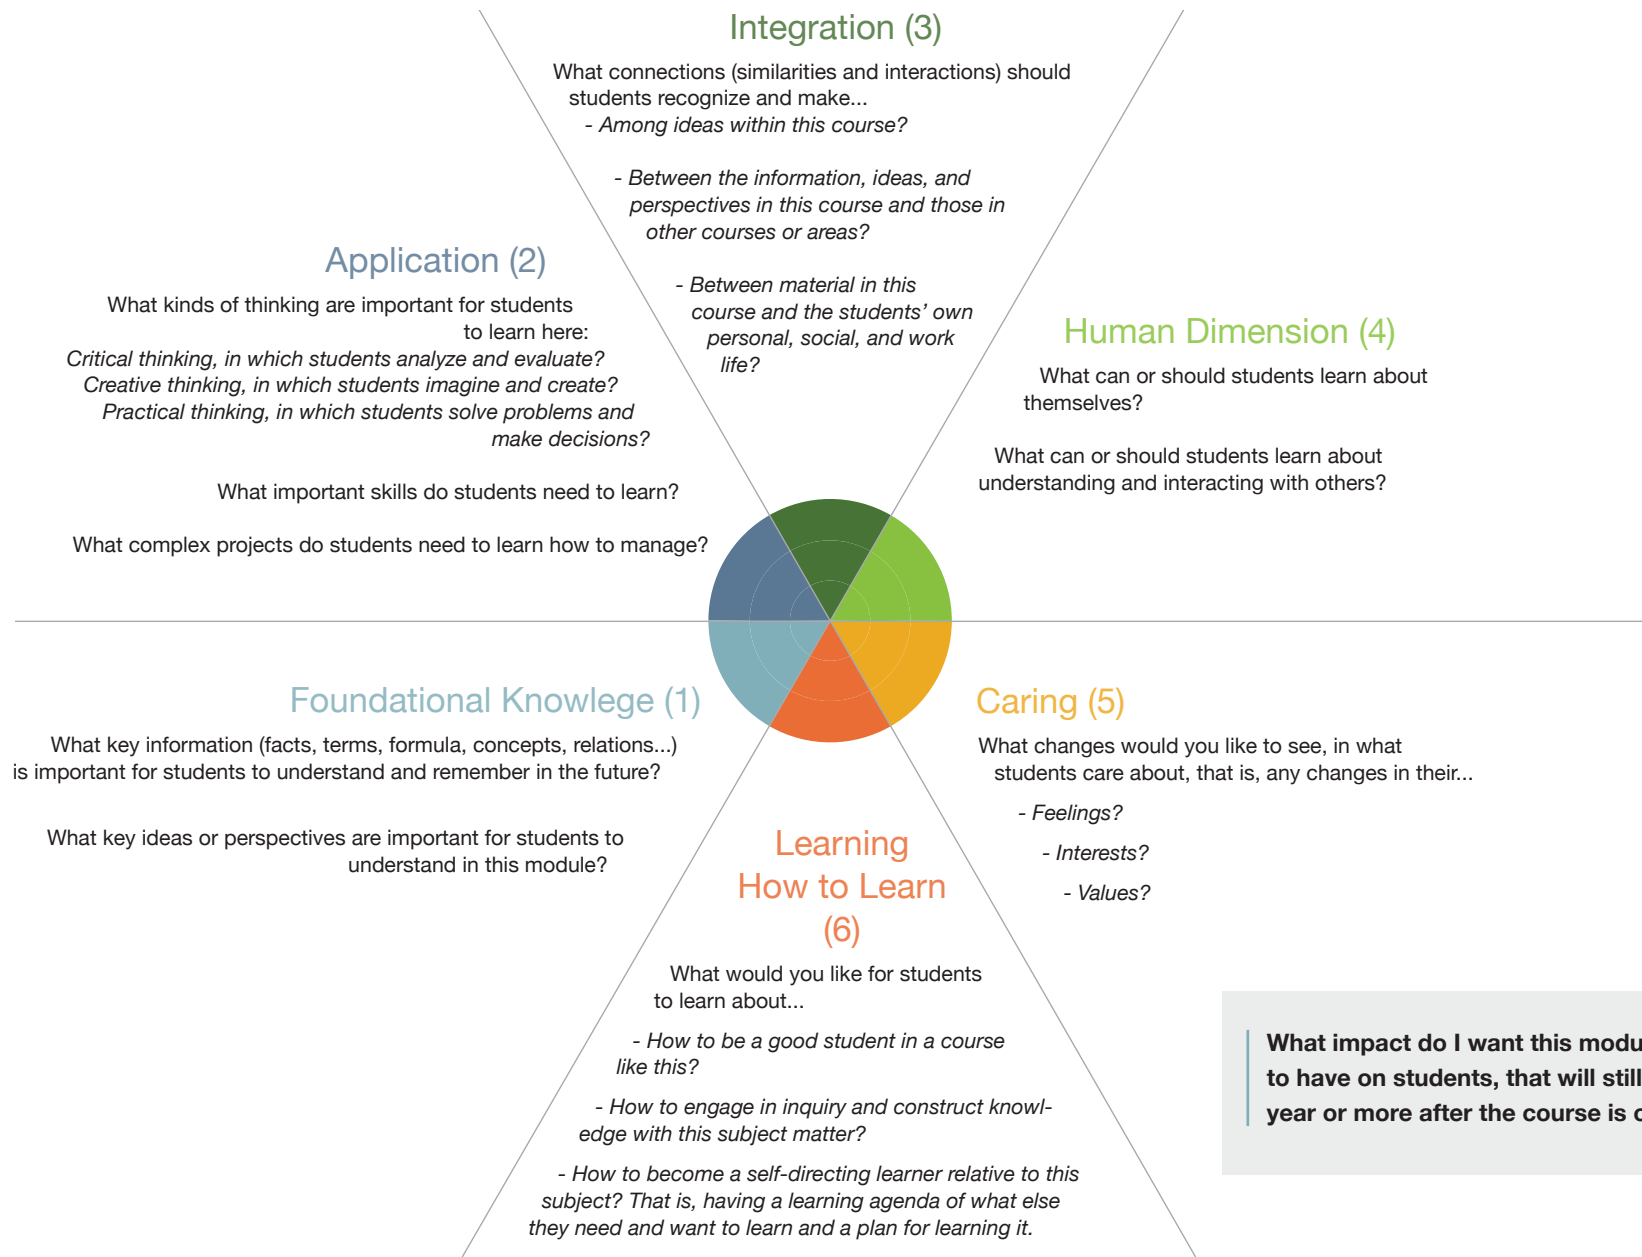 Integration (3)
What connections (similarities and interactions) should
students recognize and make...
- Among ideas within this course?
- Between the information, ideas, and
perspectives in this course and those in
other courses or areas?
- Between material in this
course and the students’ own
personal, social, and work
life?
Application (2)
What kinds of thinking are important for students
to learn here:
Critical thinking, in which students analyze and evaluate?
Creative thinking, in which students imagine and create?
Practical thinking, in which students solve problems and
make decisions?
What important skills do students need to learn?
What complex projects do students need to learn how to manage?
Human Dimension (4)
What can or should students learn about
themselves?
What can or should students learn about
understanding and interacting with others?
Foundational Knowlege (1)
What key information (facts, terms, formula, concepts, relations...)
is important for students to understand and remember in the future?
What key ideas or perspectives are important for students to
understand in this module?
Caring (5)
What changes would you like to see, in what
students care about, that is, any changes in their...
- Feelings?
- Interests?
- Values?
Learning
How to Learn
(6)
What would you like for students
to learn about...
- How to be a good student in a course
like this?
- How to engage in inquiry and construct knowl-
edge with this subject matter?
- How to become a self-directing learner relative to this
subject? That is, having a learning agenda of what else
they need and want to learn and a plan for learning it.
What impact do I want this modu
to have on students, that will still
year or more after the course is